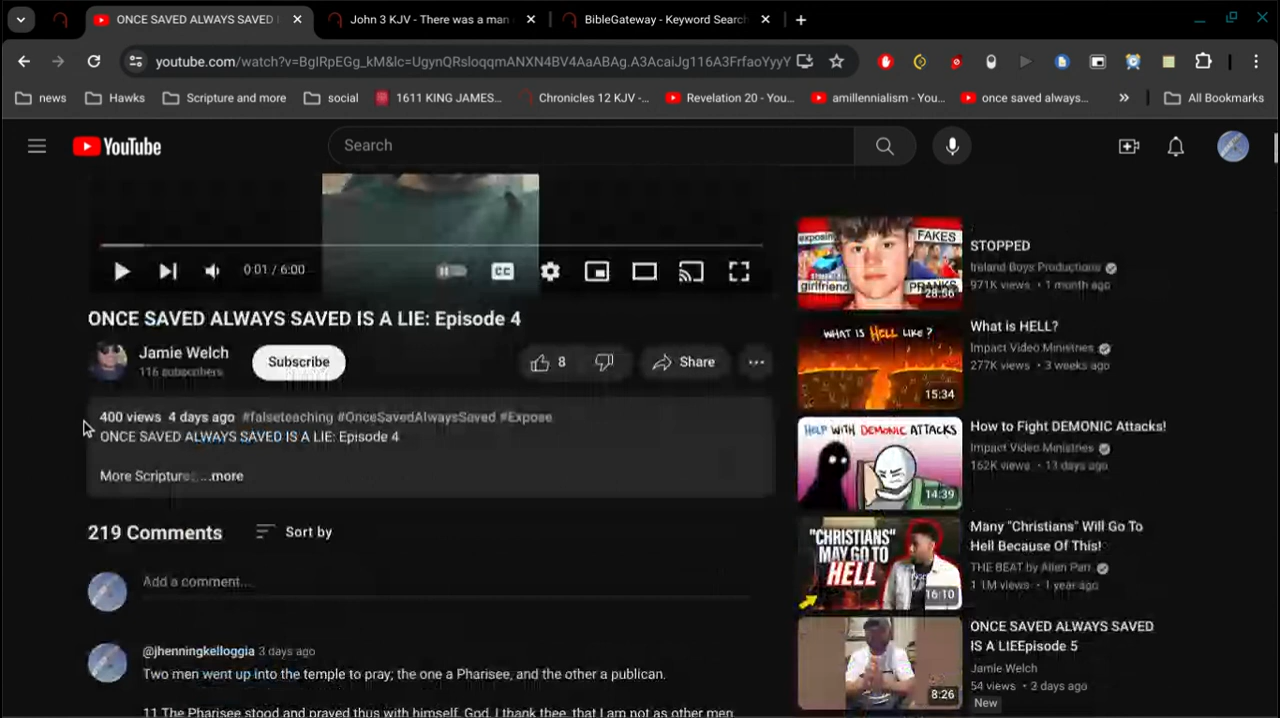 ONCE SAVED ALWAYS SAVED I
John 3 KJV - There was a man
BibleGateway - Keyword Search
youtube.com/watch?v=
news
Hawks
Scripture and more
social
1611 KING JAMES...
Chronicles 12 KJV -...
Revelation 20 - You...
amillennialism - You...
once saved always...
All Bookmarks
YouTube
Search
0:01 / 6:00
CC
ONCE SAVED ALWAYS SAVED IS A LIE: Episode 4
Jamie Welch
116 subscribers
Subscribe
8
Share
400 views 4 days ago #falseteaching #OnceSavedAlwaysSaved #Expose
ONCE SAVED ALWAYS SAVED IS A LIE: Episode 4
More Scripture ...more
219 Comments
Sort by
Add a comment...
@jhenningkelloggia 3 days ago
Two men went up into the temple to pray; the one a Pharisee, and the other a publican.
11 The Pharisee stood and prayed thus with himself, God, I thank thee, that I am not as other men
exposing
FAKES
girlfriend
PRANKS
28:56
STOPPED
Ireland Boys Productions
971K views • 1 month ago
WHAT IS HELL LIKE?
15:34
What is HELL?
Impact Video Ministries
277K views • 3 weeks ago
HELP WITH DEMONIC ATTACKS
14:39
How to Fight DEMONIC Attacks!
Impact Video Ministries
162K views • 13 days ago
"CHRISTIANS"
MAY GO TO
HELL
16:10
Many "Christians" Will Go To
Hell Because Of This!
THE BEAT by Allen Parr
1.1M views • 1 year ago
8:26
ONCE SAVED ALWAYS SAVED
IS A LIEEpisode 5
Jamie Welch
54 views • 3 days ago
New